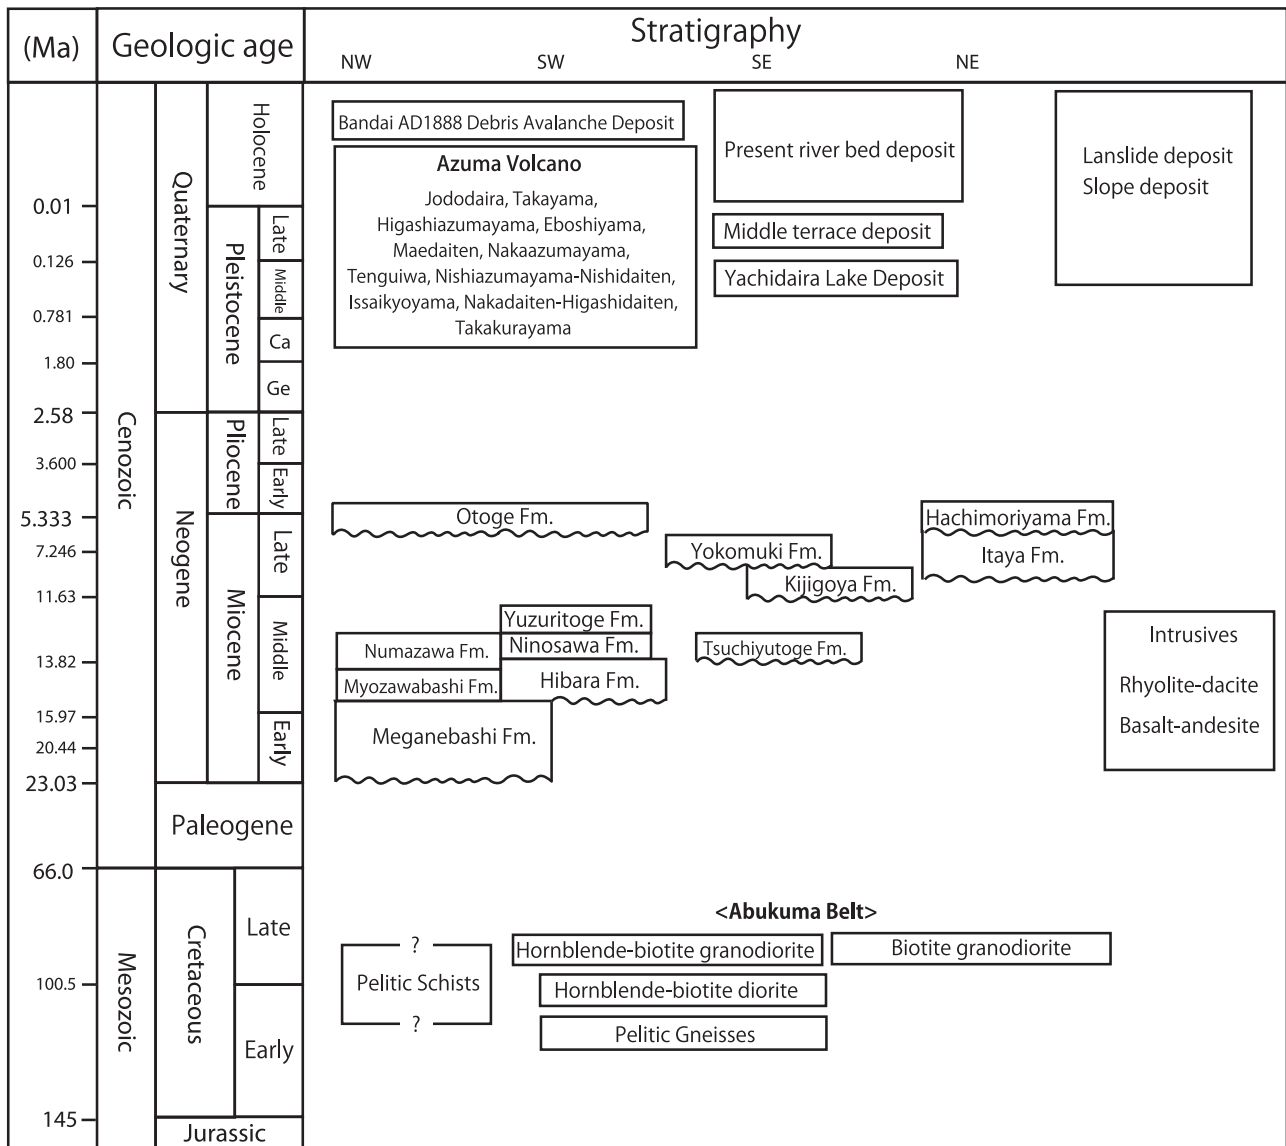 (Ma)
Geologic age
Stratigraphy
NW
SW
SE
NE
0.01
0.126
0.781
1.80
2.58
3.600
5.333
7.246
11.63
13.82
15.97
20.44
23.03
66.0
100.5
145
Cenozoic
Mesozoic
Quaternary
Neogene
Paleogene
Cretaceous
Jurassic
Holocene
Pleistocene
Pliocene
Miocene
Late
Middle
Ca
Ge
Late
Early
Late
Middle
Early
Late
Early
Bandai AD1888 Debris Avalanche Deposit
Azuma Volcano
Jododaira, Takayama,
Higashiazumayama, Eboshiyama,
Maedaiten, Nakaazumayama,
Tenguiwa, Nishiazumayama-Nishidaiten,
Issaikyoyama, Nakadaiten-Higashidaiten,
Takakurayama
Present river bed deposit
Middle terrace deposit
Yachidaira Lake Deposit
Lanslide deposit
Slope deposit
Otoge Fm.
Hachimoriyama Fm.
Yokomuki Fm.
Itaya Fm.
Kijigoya Fm.
Yuzuritoge Fm.
Numazawa Fm.
Ninosawa Fm.
Tsuchiyutoge Fm.
Myozawabashi Fm.
Hibara Fm.
Meganebashi Fm.
Intrusives
Rhyolite-dacite
Basalt-andesite
<Abukuma Belt>
?
Pelitic Schists
?
Hornblende-biotite granodiorite
Biotite granodiorite
Hornblende-biotite diorite
Pelitic Gneisses